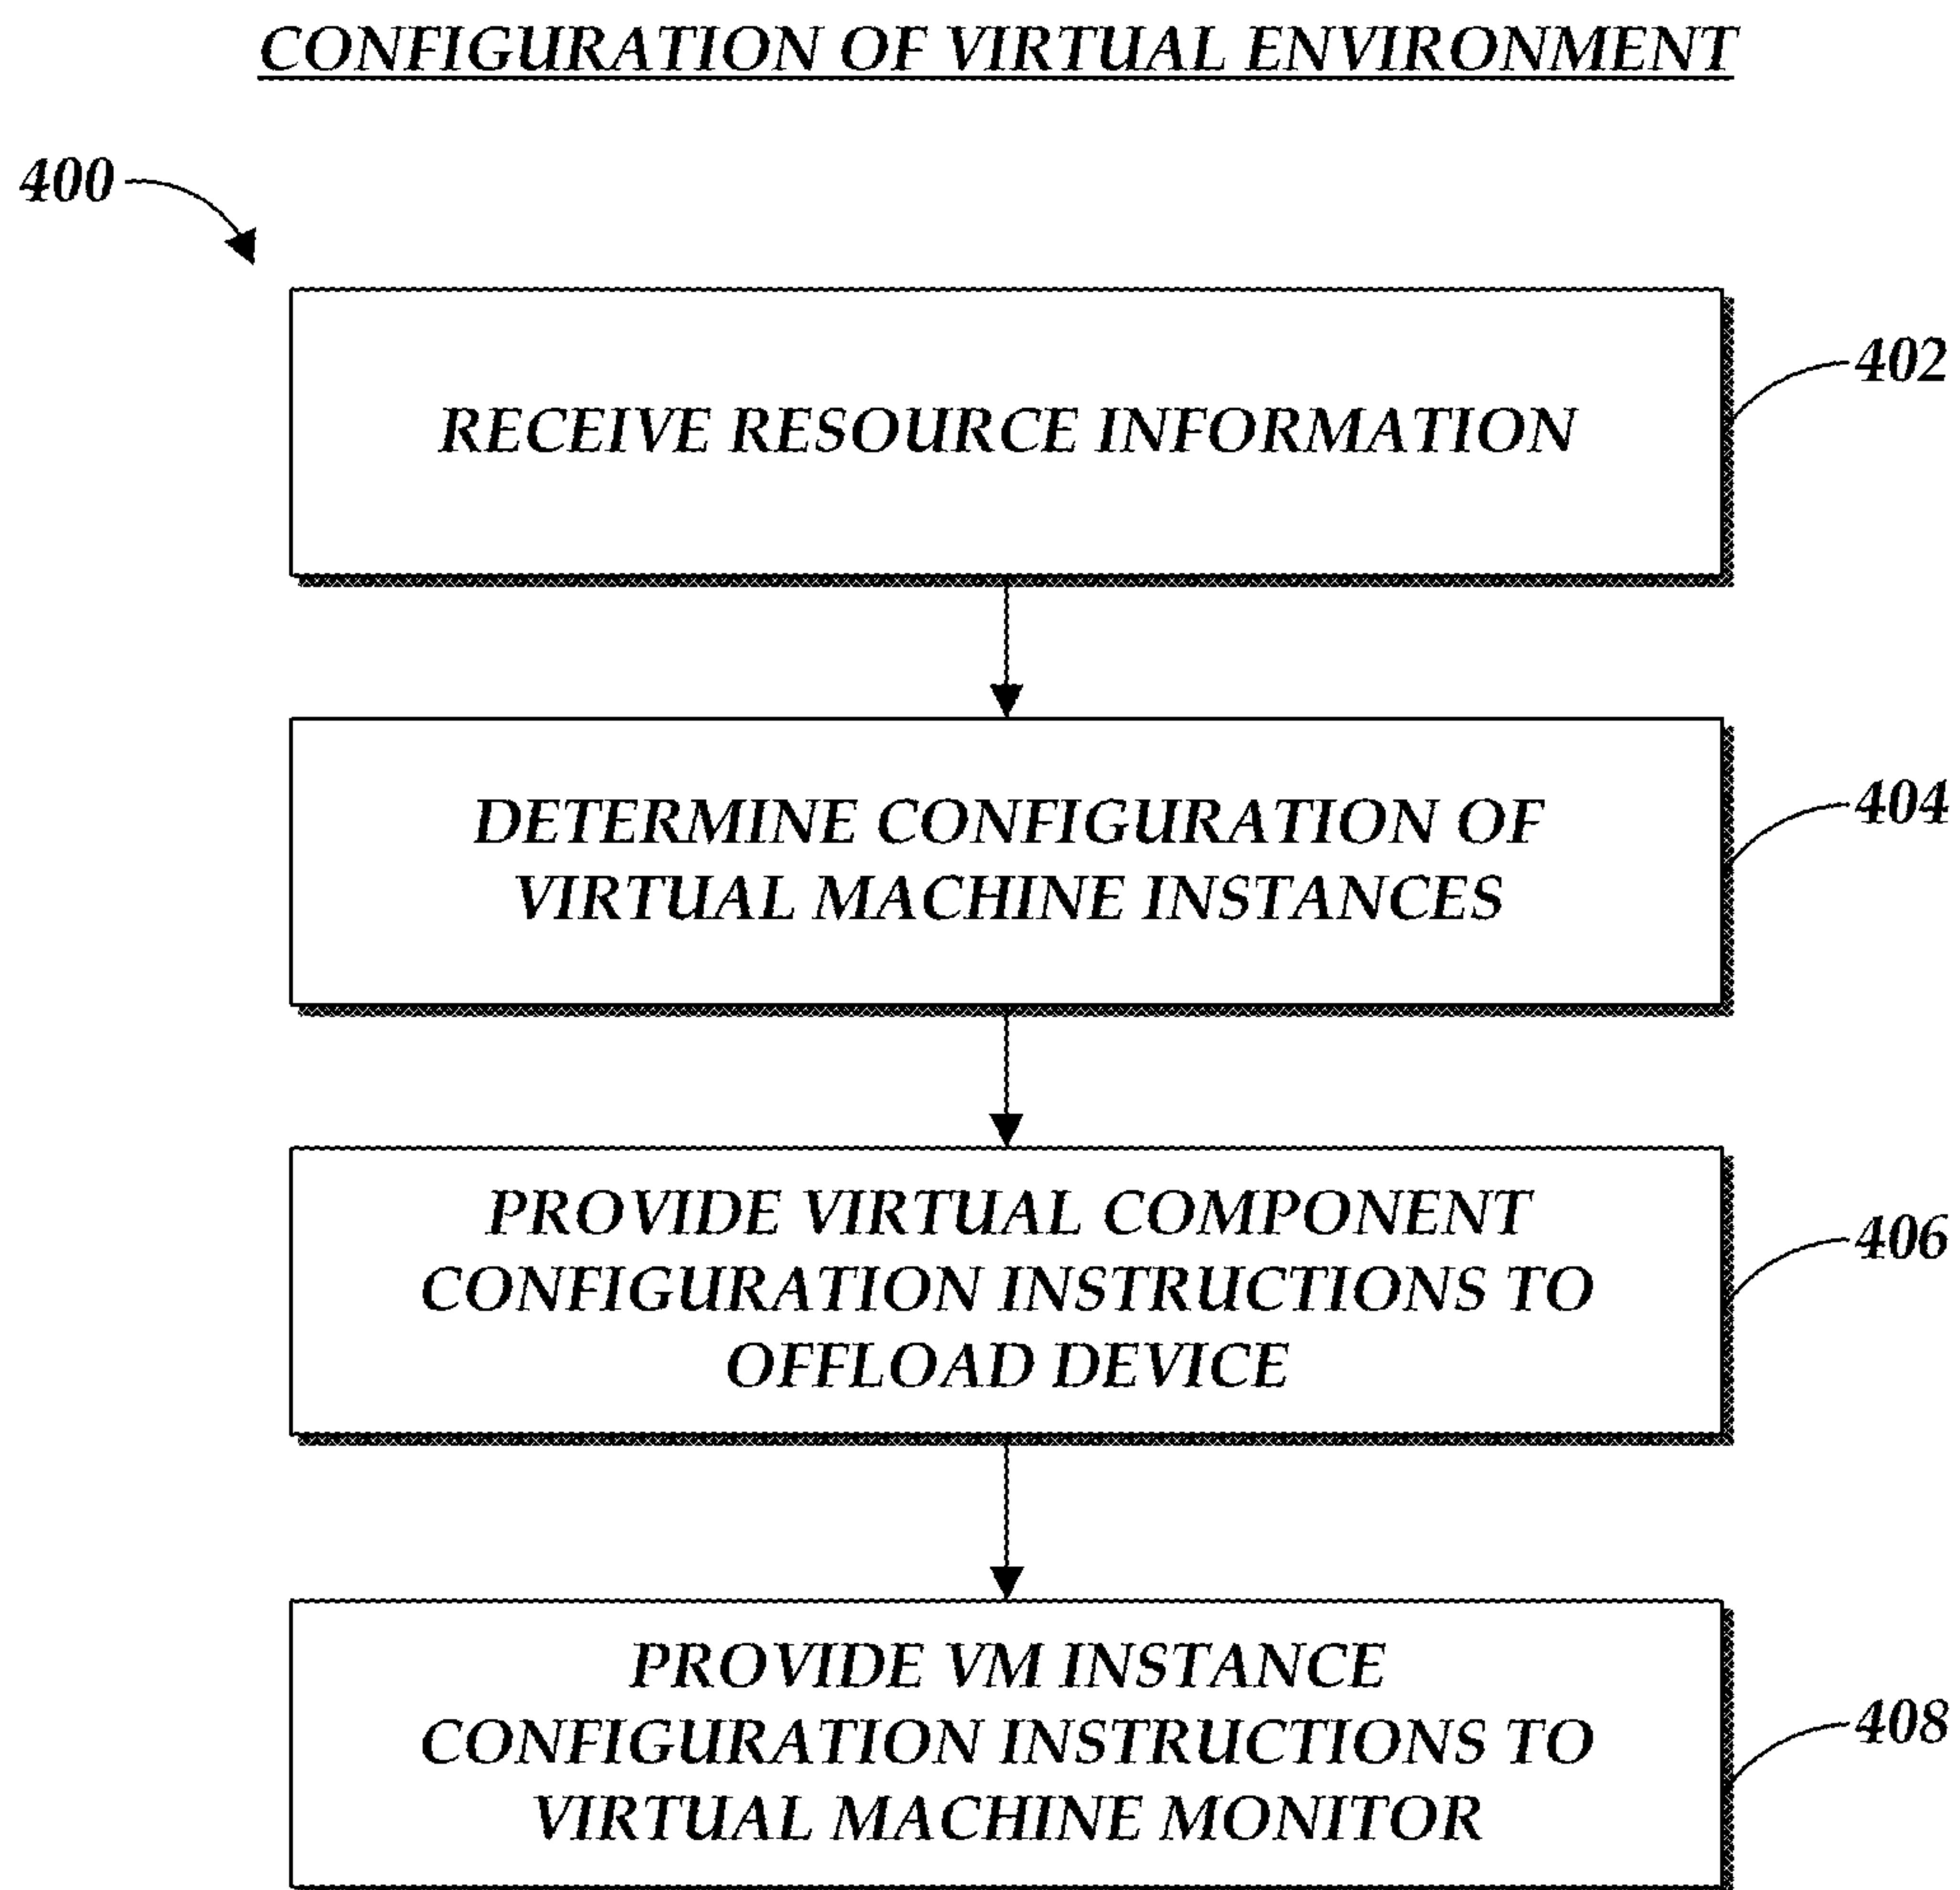 CONFIGURATION OF VIRTUAL ENVIRONMENT
400
RECEIVE RESOURCE INFORMATION
402
DETERMINE CONFIGURATION OF
VIRTUAL MACHINE INSTANCES
404
PROVIDE VIRTUAL COMPONENT
CONFIGURATION INSTRUCTIONS TO
OFFLOAD DEVICE
406
PROVIDE VM INSTANCE
CONFIGURATION INSTRUCTIONS TO
VIRTUAL MACHINE MONITOR
408